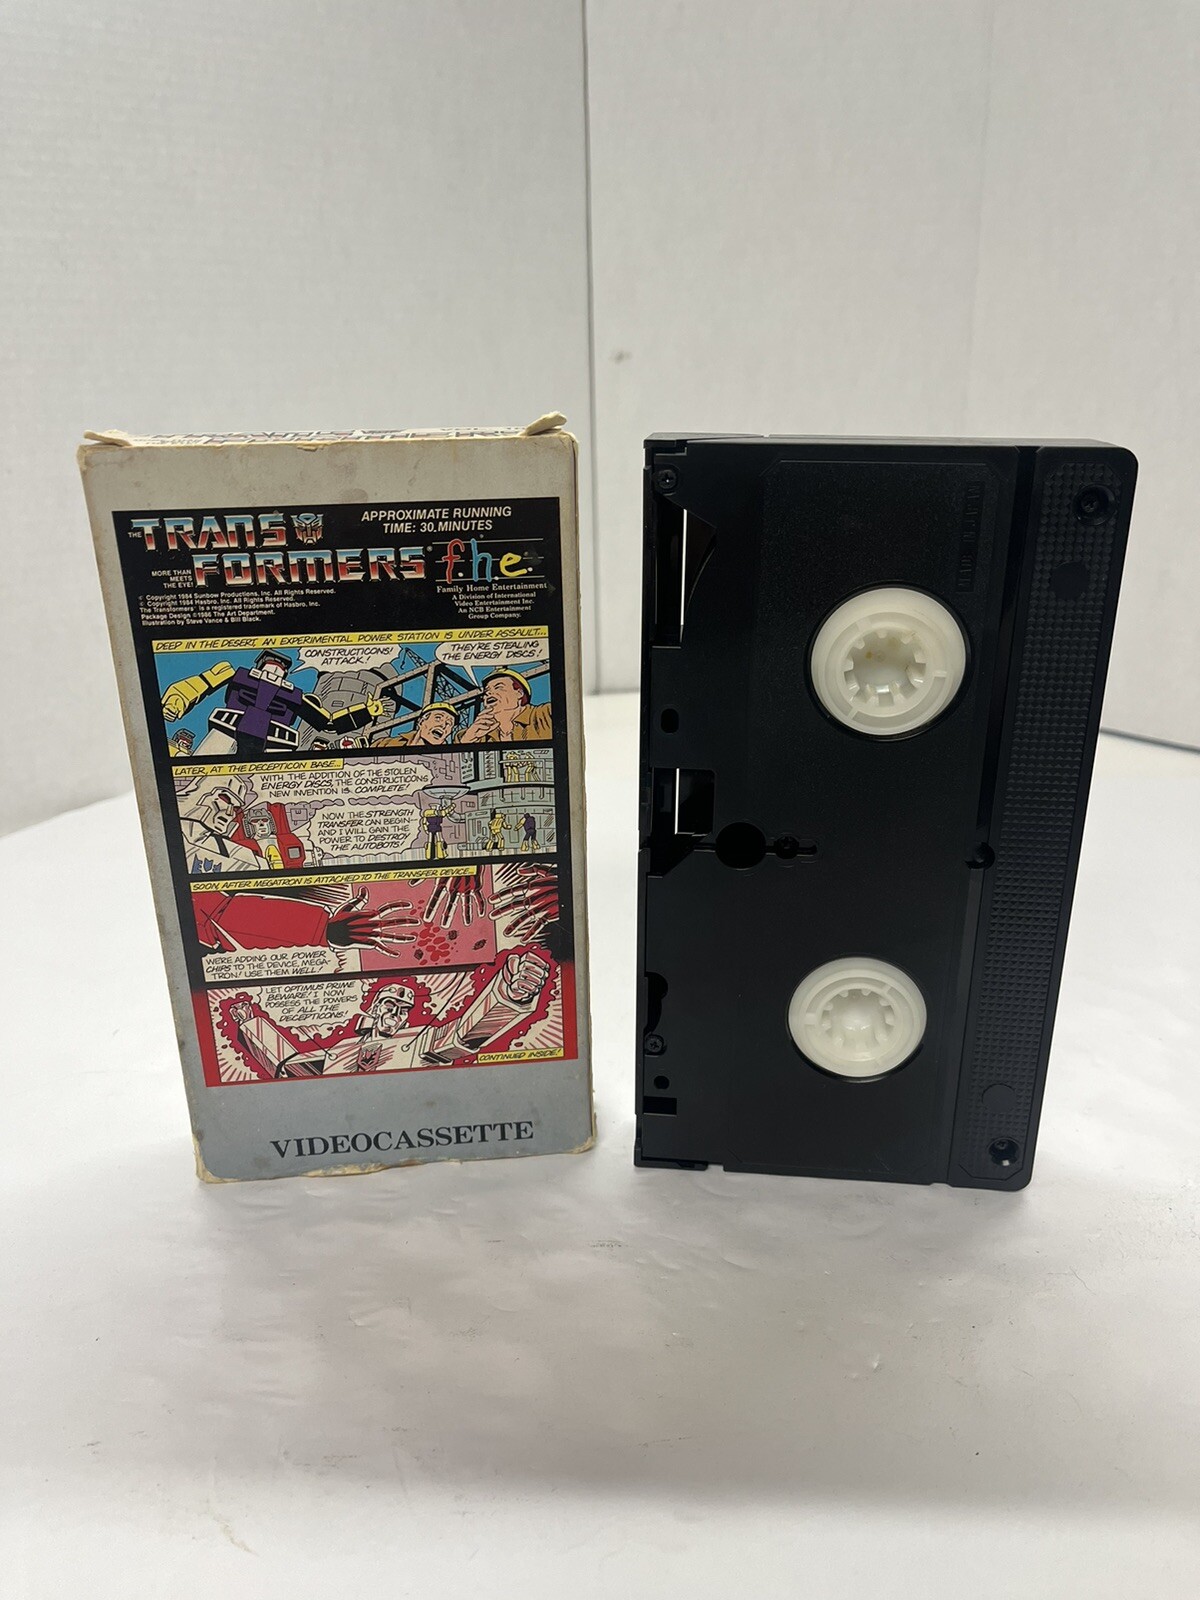 THE TRANS
FORMERS
MORE THAN
MEETS
THE EYE!
APPROXIMATE RUNNING
TIME: 30 MINUTES
f.h.e.
Family Home Entertainment
A Division of International
Video Entertainment Inc.
An NCB Entertainment
Group Company.
© Copyright 1984 Sunbow Productions, Inc. All Rights Reserved.
© Copyright 1984 Hasbro, Inc. All Rights Reserved.
The Transformers is a registered trademark of Hasbro, Inc.
Package Design ©1986 The Art Department.
Illustration by Steve Vance & Bill Black.
DEEP IN THE DESERT, AN EXPERIMENTAL POWER STATION IS UNDER ASSAULT...
CONSTRUCTICONS!
ATTACK!
THEY'RE STEALING
THE ENERGY DISCS!
LATER, AT THE DECEPTICON BASE...
WITH THE ADDITION OF THE STOLEN
ENERGY DISCS, THE CONSTRUCTICONS
NEW INVENTION IS COMPLETE!
NOW THE STRENGTH
TRANSFER CAN BEGIN—
AND I WILL GAIN THE
POWER TO DESTROY
THE AUTOBOTS!
SOON, AFTER MEGATRON IS ATTACHED TO THE TRANSFER DEVICE...
WE'RE ADDING OUR POWER
CHIPS TO THE DEVICE, MEGA-
TRON! USE THEM WELL!
LET OPTIMUS PRIME
BEWARE! I NOW
POSSESS THE POWERS
OF ALL THE
DECEPTICONS!
CONTINUED INSIDE!
VIDEOCASSETTE